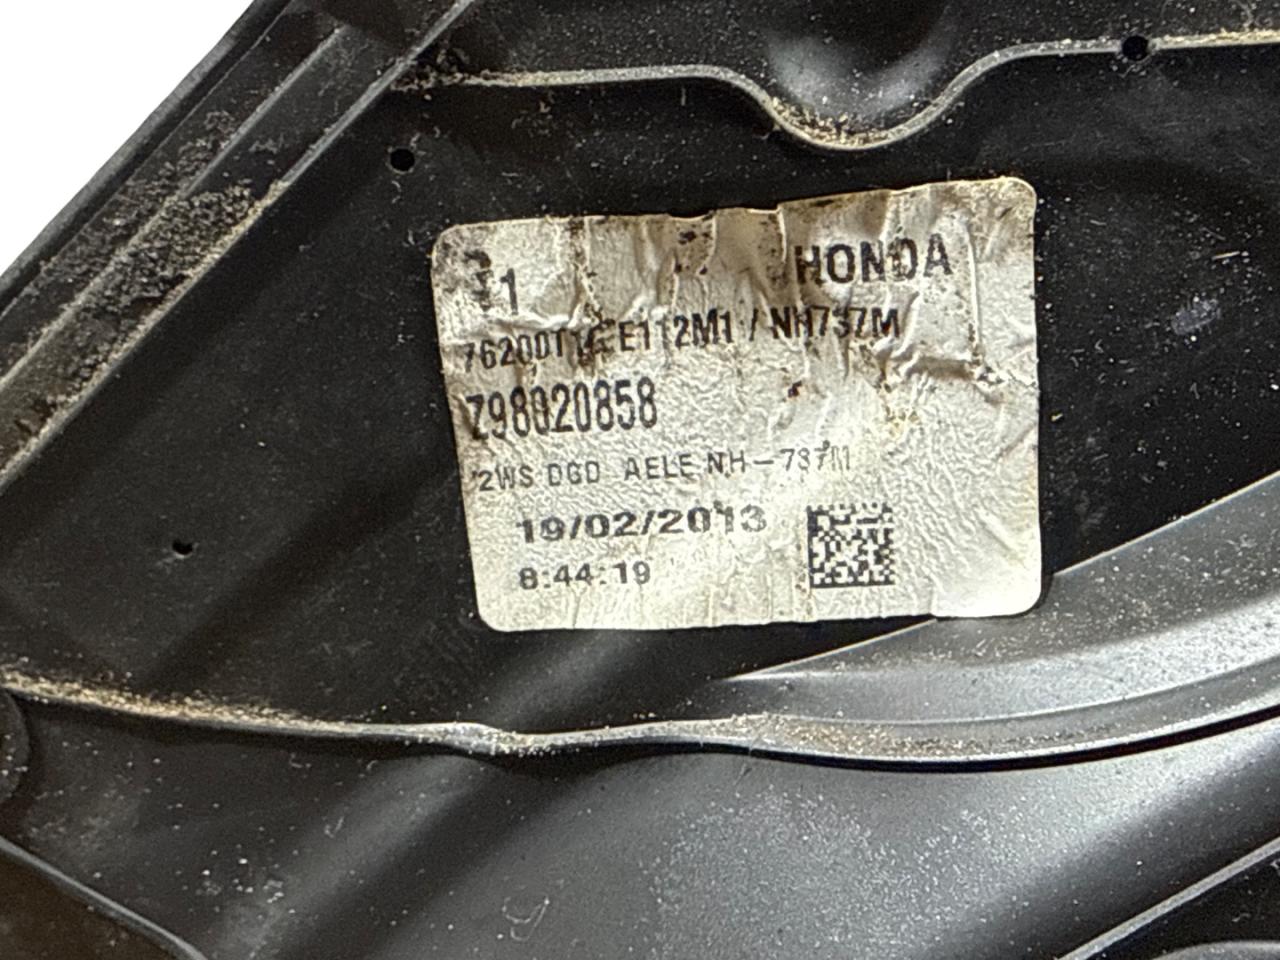 HONDA
E112M1 / NH737M
Z98020858
2WS DGD AELE NH-737M
19/02/2013
8:44:19